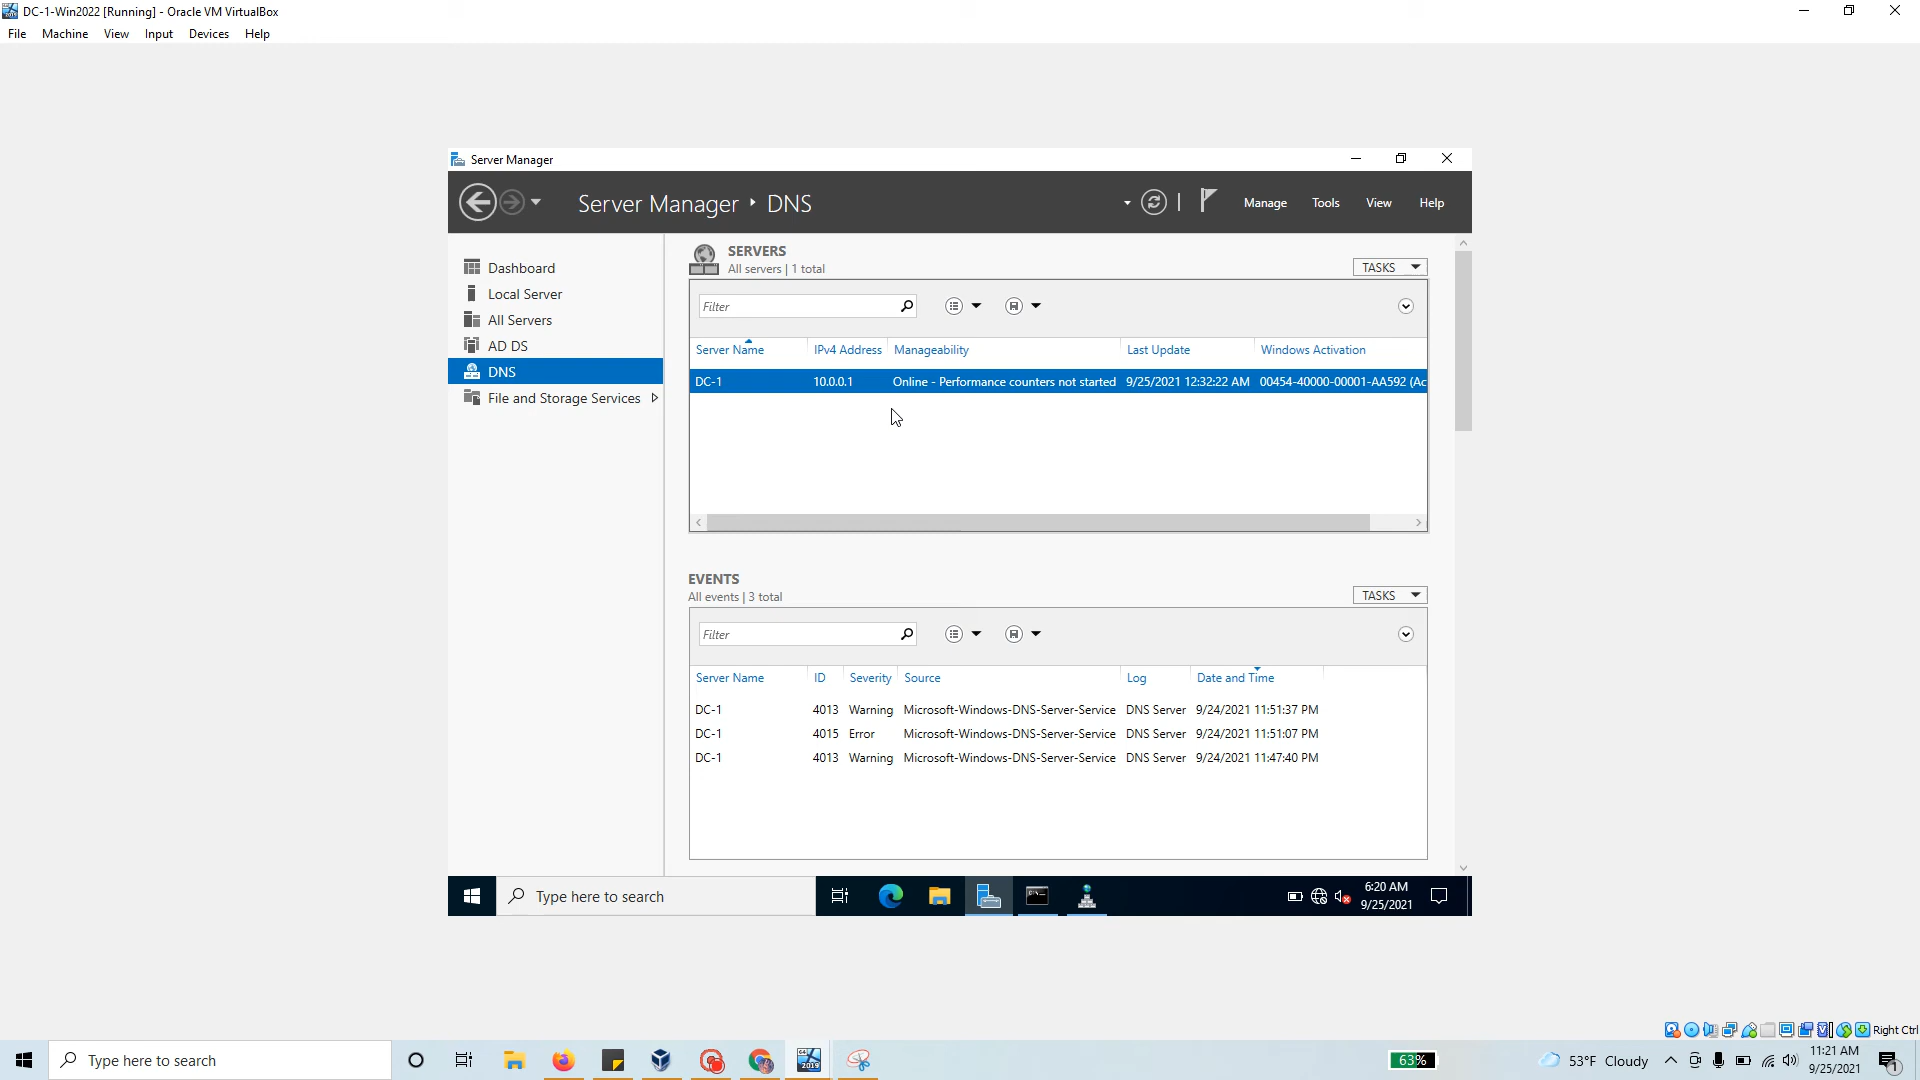 DC-1-Win2022 [Running] - Oracle VM VirtualBox
File Machine View Input Devices Help
Server Manager
Server Manager ‣ DNS
Manage Tools View Help
Dashboard
Local Server
All Servers
AD DS
DNS
File and Storage Services
SERVERS
All servers | 1 total
TASKS
Filter
Server Name IPv4 Address Manageability Last Update Windows Activation
DC-1 10.0.0.1 Online - Performance counters not started 9/25/2021 12:32:22 AM 00454-40000-00001-AA592 (Ac
EVENTS
All events | 3 total
TASKS
Filter
Server Name ID Severity Source Log Date and Time
DC-1 4013 Warning Microsoft-Windows-DNS-Server-Service DNS Server 9/24/2021 11:51:37 PM
DC-1 4015 Error Microsoft-Windows-DNS-Server-Service DNS Server 9/24/2021 11:51:07 PM
DC-1 4013 Warning Microsoft-Windows-DNS-Server-Service DNS Server 9/24/2021 11:47:40 PM
Type here to search
6:20 AM
9/25/2021
Right Ctrl
Type here to search
2019
63%
53°F Cloudy
11:21 AM
9/25/2021
1